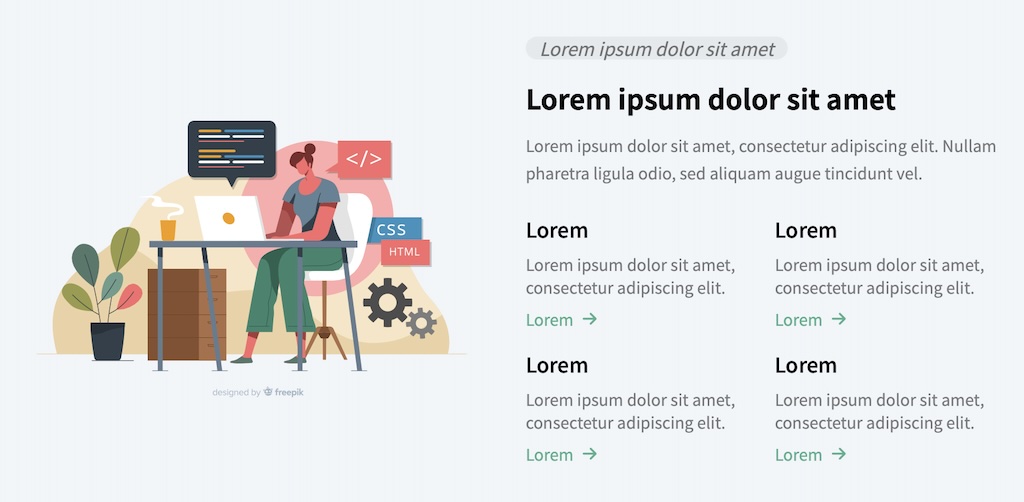 Lorem ipsum dolor sit amet
Lorem ipsum dolor sit amet
Lorem ipsum dolor sit amet, consectetur adipiscing elit. Nullam
pharetra ligula odio, sed aliquam augue tincidunt vel.
</>
CSS
HTML
designed by freepik
Lorem
Lorem ipsum dolor sit amet,
consectetur adipiscing elit.
Lorem →
Lorem
Lorem ipsum dolor sit amet,
consectetur adipiscing elit.
Lorem →
Lorem
Lorem ipsum dolor sit amet,
consectetur adipiscing elit.
Lorem →
Lorem
Lorem ipsum dolor sit amet,
consectetur adipiscing elit.
Lorem →